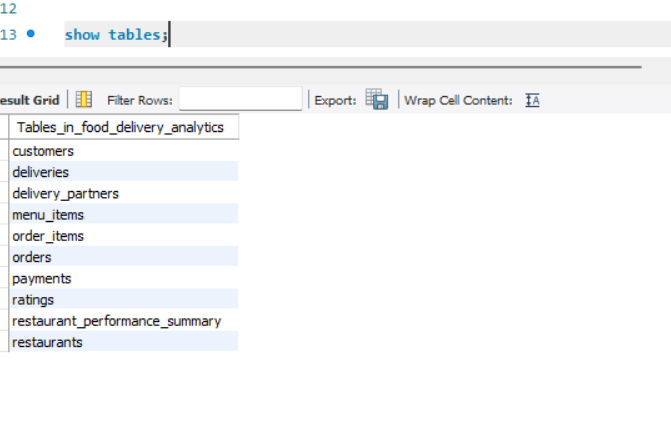 12
13 show tables;
esult Grid Filter Rows: Export: Wrap Cell Content: IA
Tables_in_food_delivery_analytics
customers
deliveries
delivery_partners
menu_items
order_items
orders
payments
ratings
restaurant_performance_summary
restaurants